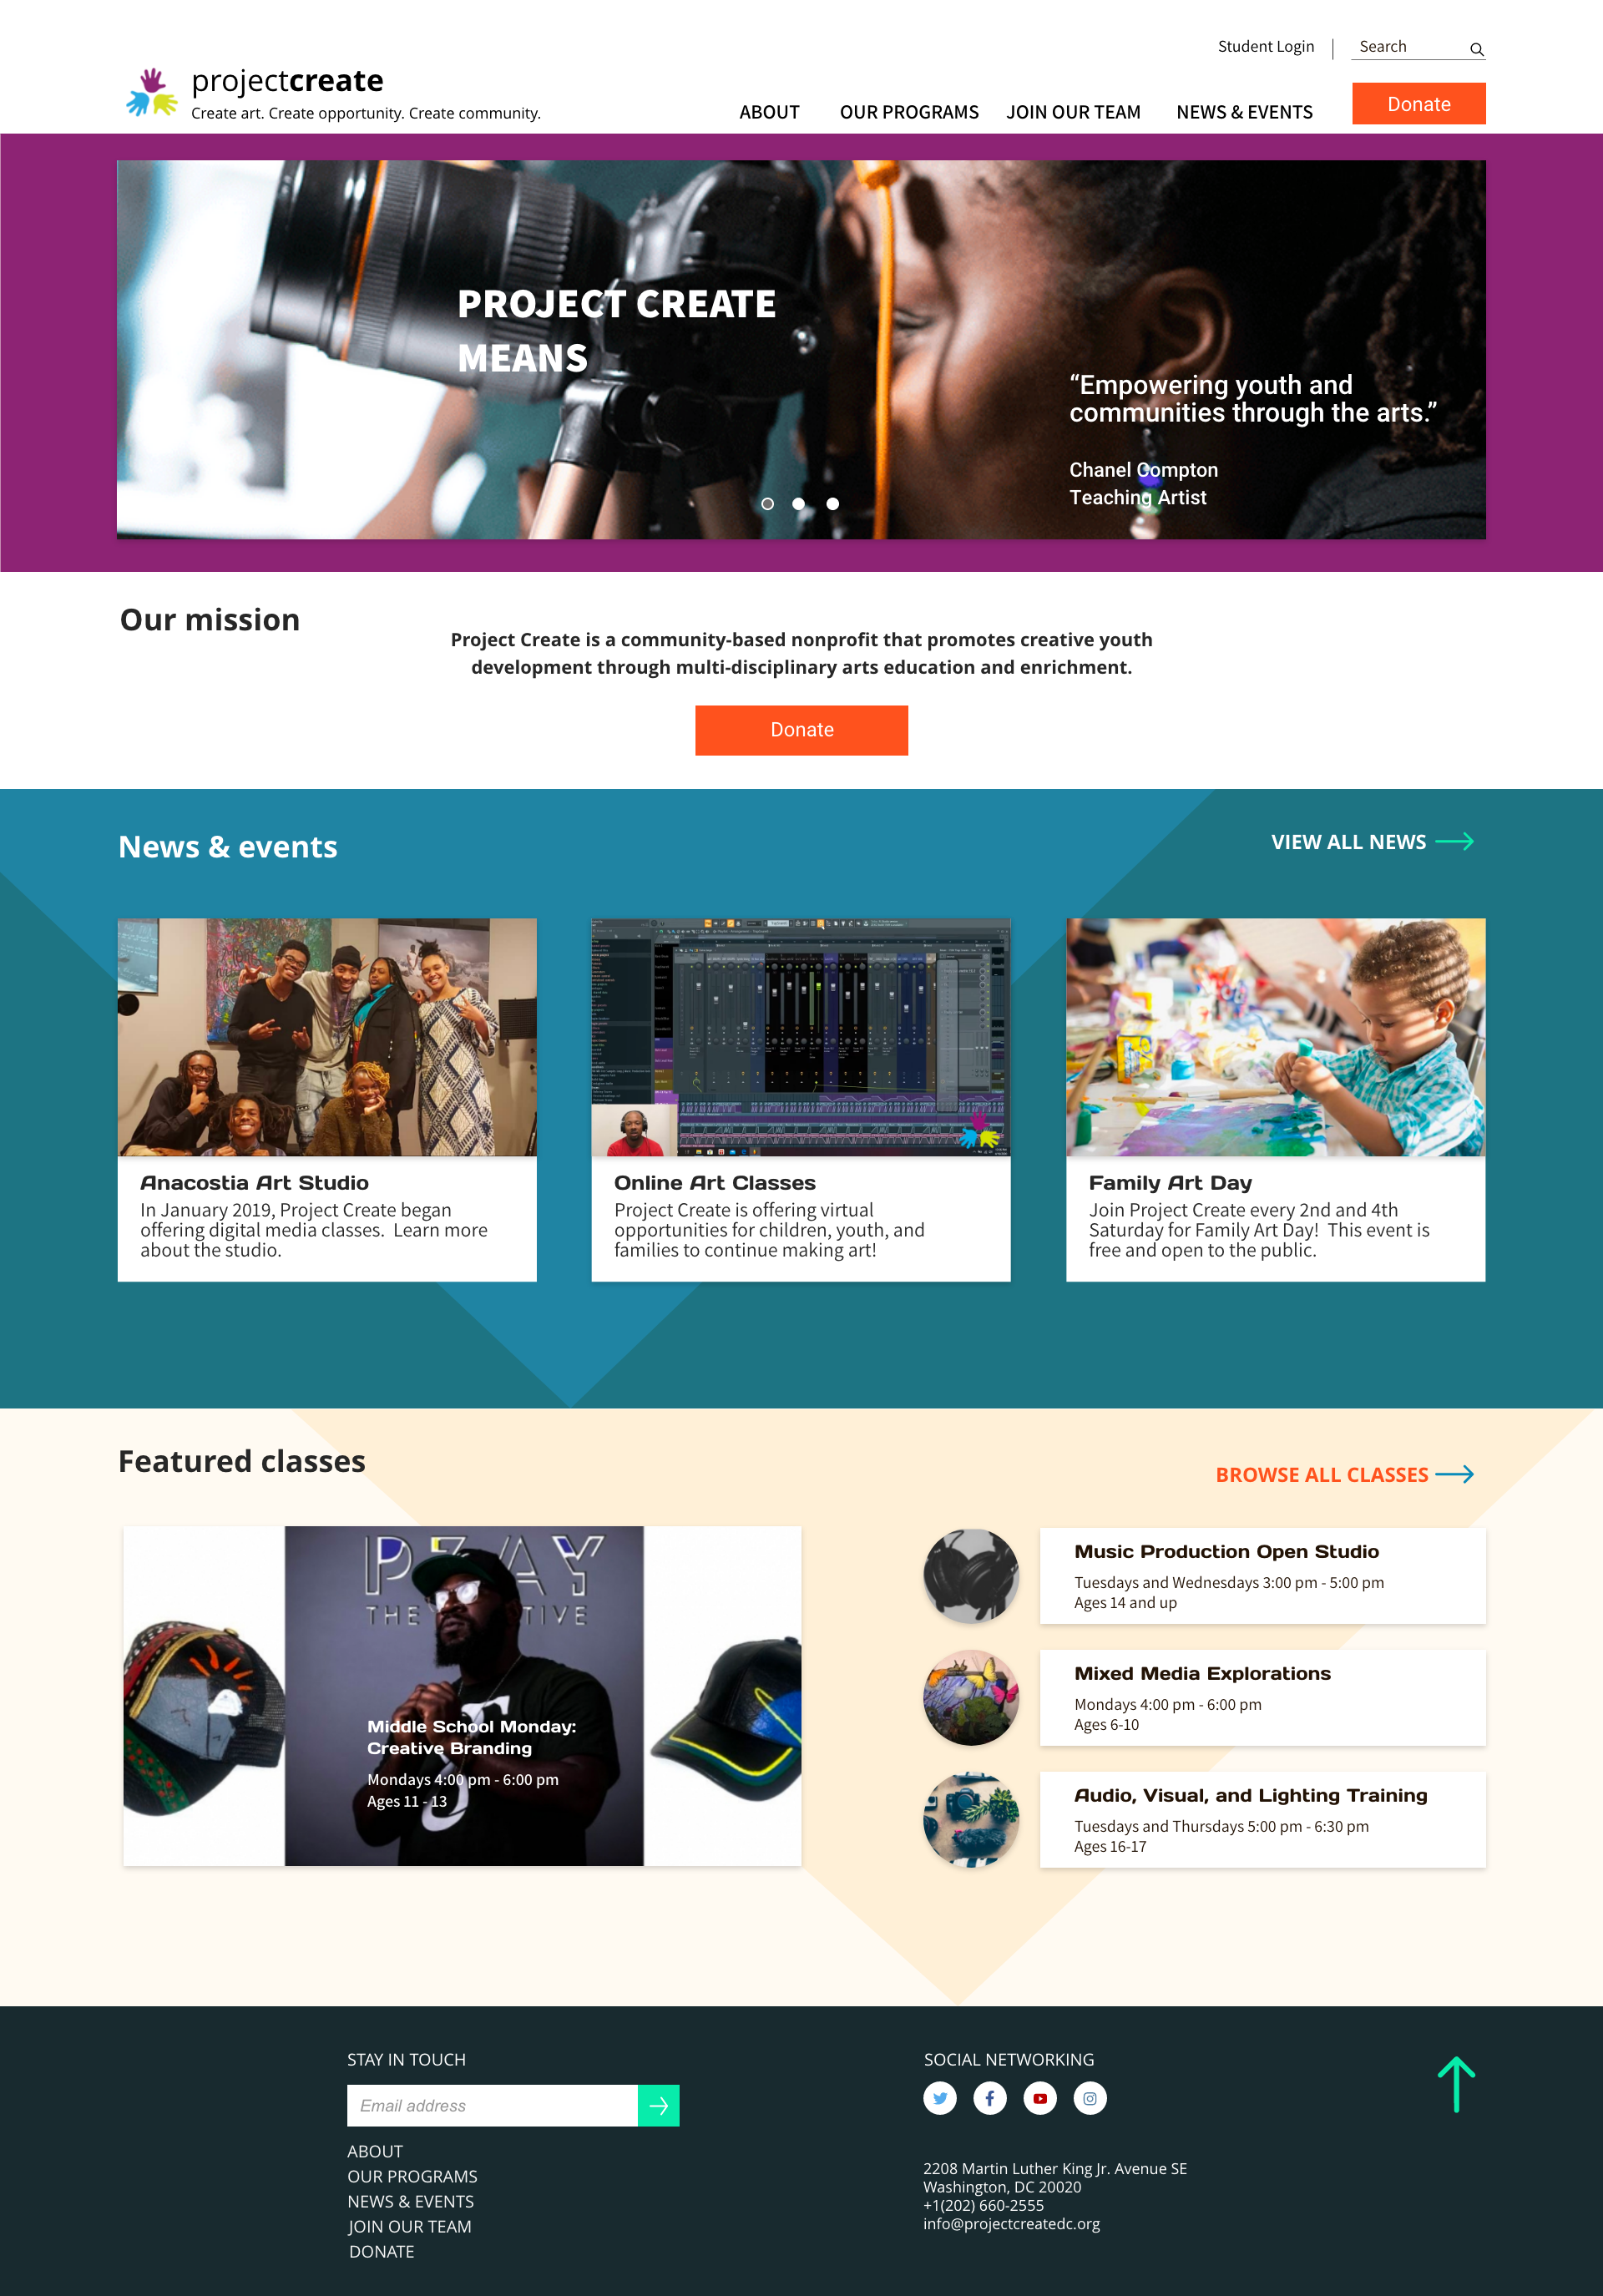 Student Login
Search
projectcreate
Create art. Create opportunity. Create community.
ABOUT
OUR PROGRAMS
JOIN OUR TEAM
NEWS & EVENTS
Donate
PROJECT CREATE
MEANS
“Empowering youth and
communities through the arts.”
Chanel Compton
Teaching Artist
Our mission
Project Create is a community-based nonprofit that promotes creative youth
development through multi-disciplinary arts education and enrichment.
Donate
News & events
VIEW ALL NEWS
Anacostia Art Studio
In January 2019, Project Create began
offering digital media classes.  Learn more
about the studio.
Online Art Classes
Project Create is offering virtual
opportunities for children, youth, and
families to continue making art!
Family Art Day
Join Project Create every 2nd and 4th
Saturday for Family Art Day!  This event is
free and open to the public.
Featured classes
BROWSE ALL CLASSES
THE
TIVE
Middle School Monday:
Creative Branding
Mondays 4:00 pm - 6:00 pm
Ages 11 - 13
Music Production Open Studio
Tuesdays and Wednesdays 3:00 pm - 5:00 pm
Ages 14 and up
Mixed Media Explorations
Mondays 4:00 pm - 6:00 pm
Ages 6-10
Audio, Visual, and Lighting Training
Tuesdays and Thursdays 5:00 pm - 6:30 pm
Ages 16-17
STAY IN TOUCH
Email address
ABOUT
OUR PROGRAMS
NEWS & EVENTS
JOIN OUR TEAM
DONATE
SOCIAL NETWORKING
2208 Martin Luther King Jr. Avenue SE
Washington, DC 20020
+1(202) 660-2555
info@projectcreatedc.org